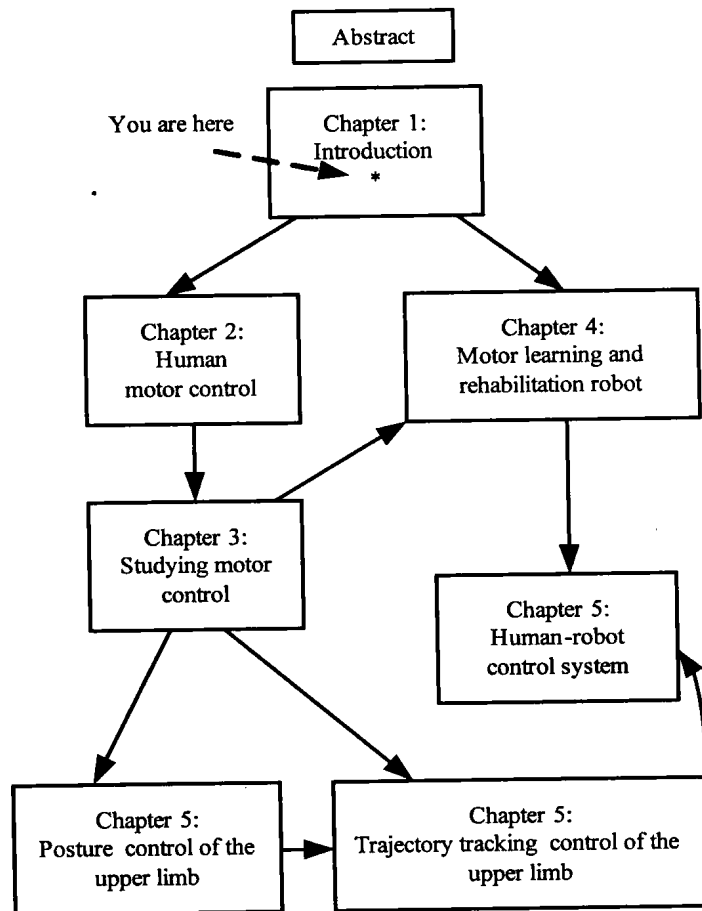 Abstract
You are here
Chapter 1:
Introduction
*
Chapter 2:
Human
motor control
Chapter 4:
Motor learning and
rehabilitation robot
Chapter 3:
Studying motor
control
Chapter 5:
Human-robot
control system
Chapter 5:
Posture control of the
upper limb
Chapter 5:
Trajectory tracking control of the
upper limb